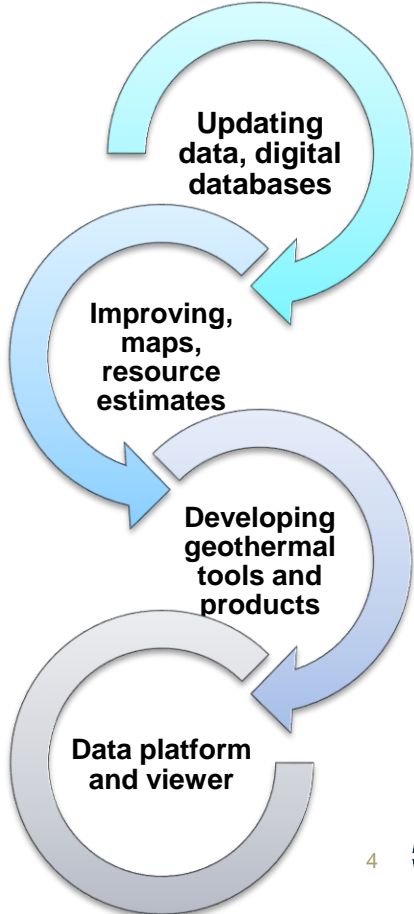 Updating
data, digital
databases
Improving,
maps,
resource
estimates
Developing
geothermal
tools and
products
Data platform
and viewer
4